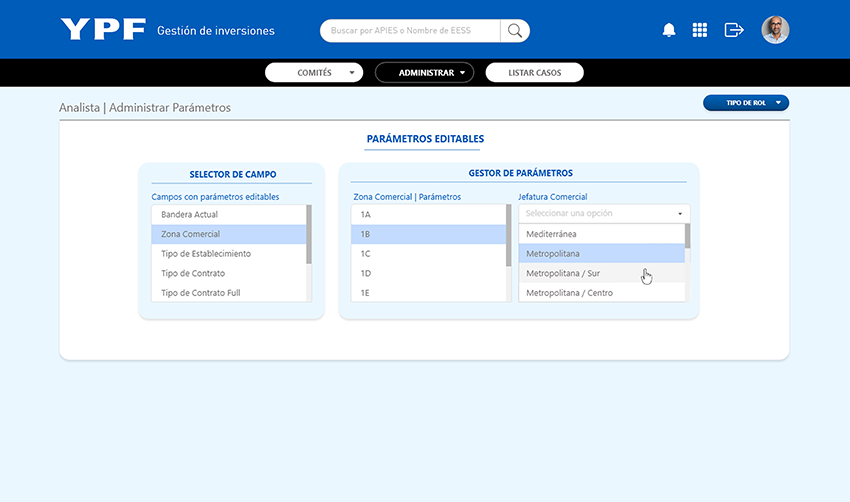 YPF Gestión de inversiones
Buscar por APIES o Nombre de EESS
COMITÉS
ADMINISTRAR
LISTAR CASOS
Analista | Administrar Parámetros
TIPO DE ROL
PARÁMETROS EDITABLES
SELECTOR DE CAMPO
Campos con parámetros editables
Bandera Actual
Zona Comercial
Tipo de Establecimiento
Tipo de Contrato
Tipo de Contrato Full
GESTOR DE PARÁMETROS
Zona Comercial | Parámetros
1A
1B
1C
1D
1E
Jefatura Comercial
Seleccionar una opción
Mediterránea
Metropolitana
Metropolitana / Sur
Metropolitana / Centro